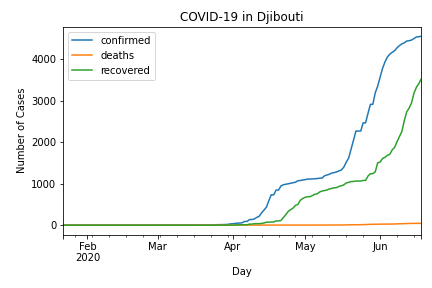 COVID-19 in Djibouti
confirmed
deaths
recovered
Number of Cases
4000
3000
2000
1000
0
Feb
2020
Mar
Apr
May
Jun
Day